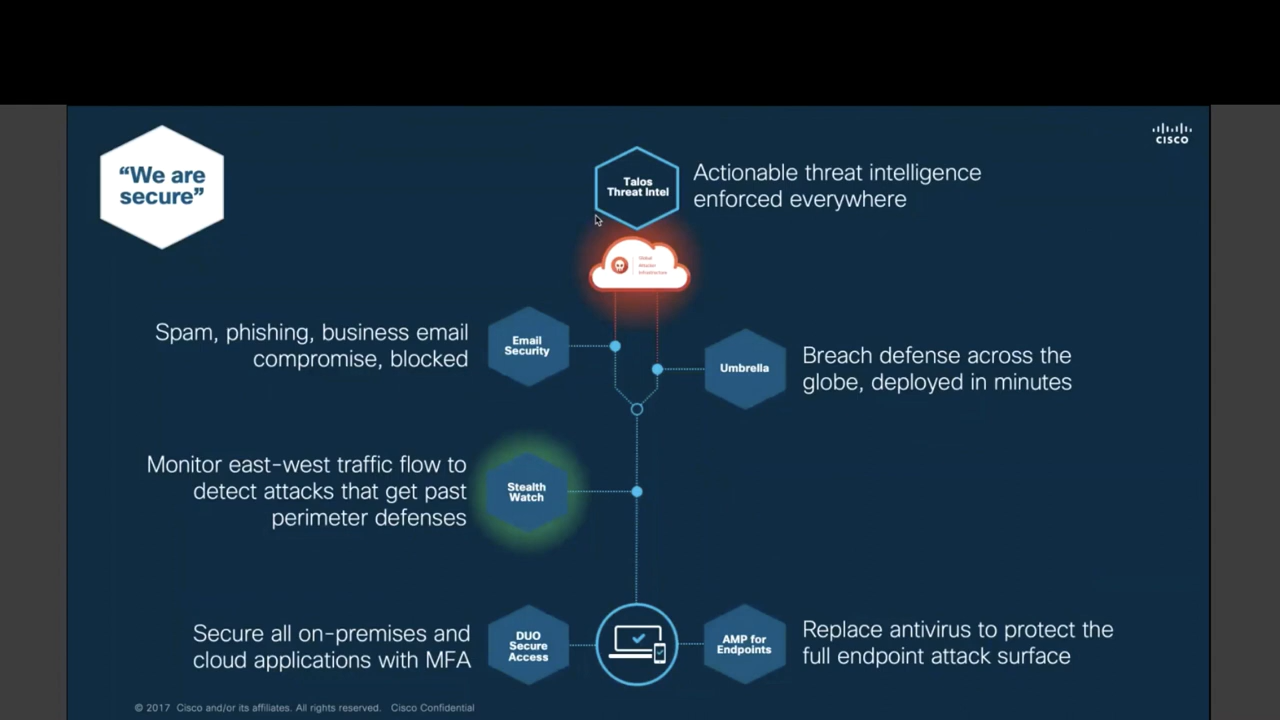 “We are
secure”
CISCO
Talos
Threat Intel
Actionable threat intelligence
enforced everywhere
Global
Attacker
Infrastructure
Spam, phishing, business email
compromise, blocked
Email
Security
Umbrella
Breach defense across the
globe, deployed in minutes
Monitor east-west traffic flow to
detect attacks that get past
perimeter defenses
Stealth
Watch
Secure all on-premises and
cloud applications with MFA
DUO
Secure
Access
AMP for
Endpoints
Replace antivirus to protect the
full endpoint attack surface
© 2017 Cisco and/or its affiliates. All rights reserved. Cisco Confidential